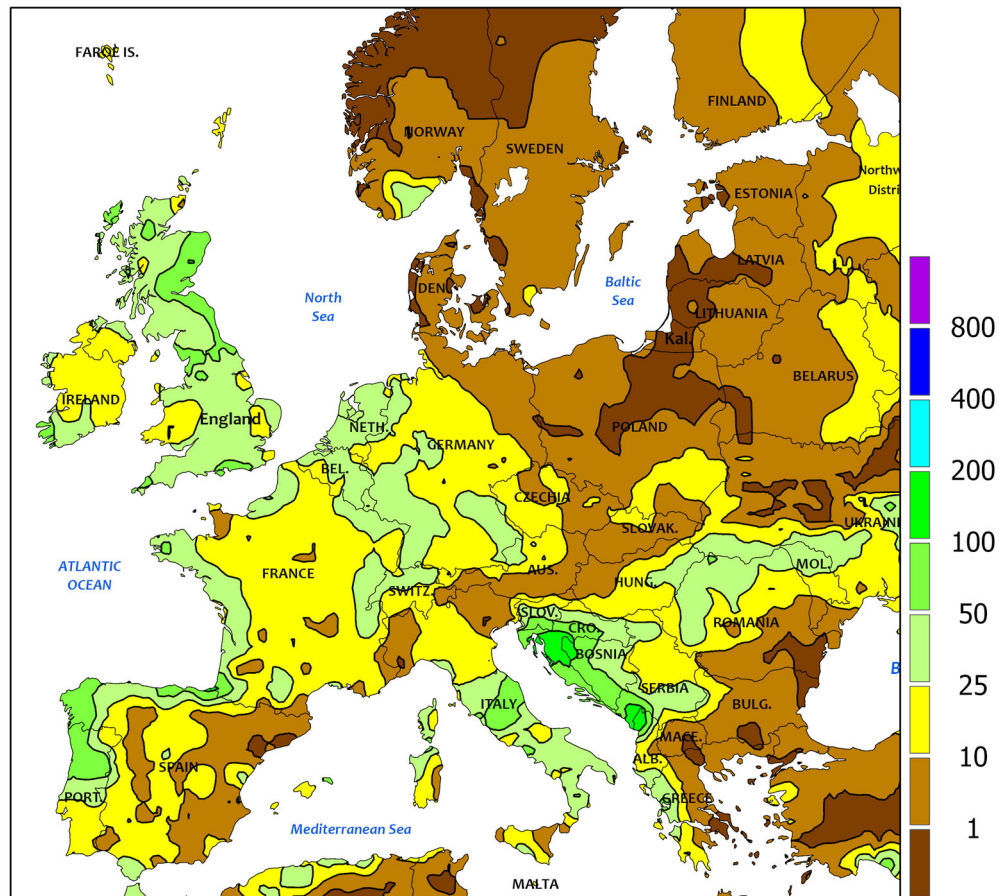 FAROE IS.
FINLAND
NORWAY
SWEDEN
Northw
Distri
ESTONIA
LATVIA
North
Sea
Baltic
Sea
DEN.
LITHUANIA
Kal.
BELARUS
IRELAND
England
NETH.
POLAND
GERMANY
BEL.
CZECHIA
SLOVAK.
UKRAINE
ATLANTIC
OCEAN
FRANCE
AUS.
MOL.
SWITZ.
HUNG.
SLOV.
CRO.
ROMANIA
BOSNIA
B
SERBIA
ITALY
BULG.
MACE.
SPAIN
ALB.
PORT.
GREECE
Mediterranean Sea
MALTA
800
400
200
100
50
25
10
1